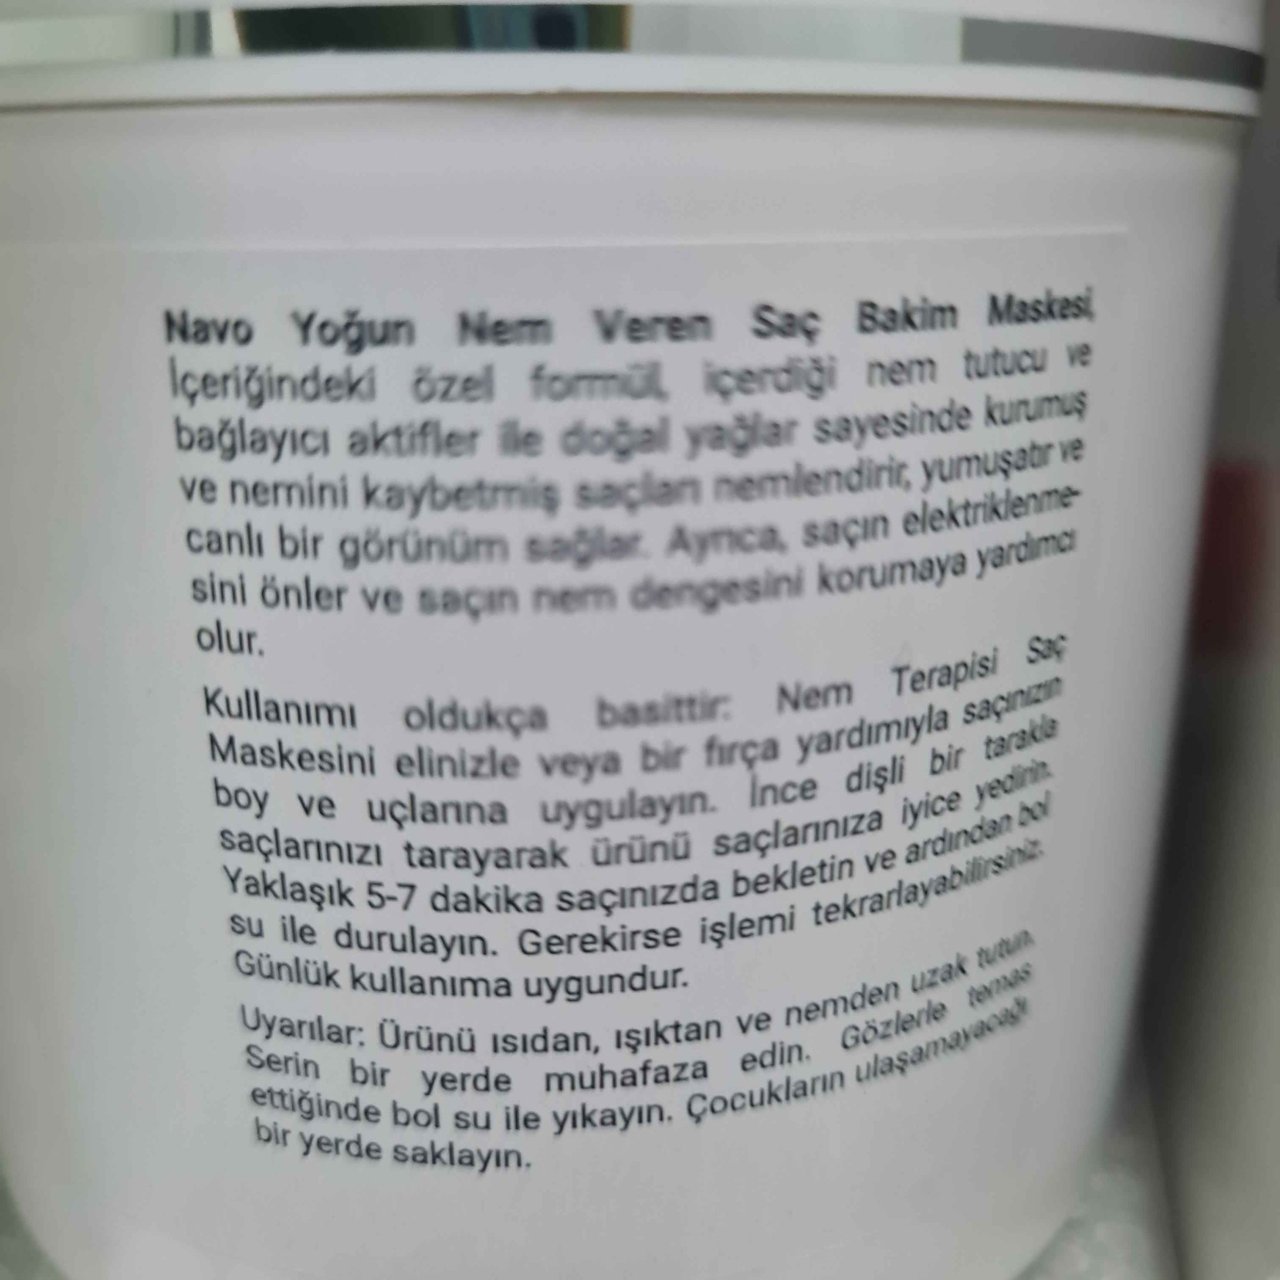 Navo Yoğun Nem Veren Saç Bakim Maskesi,
İçeriğindeki özel formül, içerdiği nem tutucu ve
bağlayıcı aktifler ile doğal yağlar sayesinde kurumuş
ve nemini kaybetmiş saçları nemlendirir, yumuşatır ve
canlı bir görünüm sağlar. Ayrıca, saçın elektriklenme-
sini önler ve saçın nem dengesini korumaya yardımcı
olur.
Kullanımı oldukça basittir: Nem Terapisi Saç
Maskesini elinizle veya bir fırça yardımıyla saçınızın
boy ve uçlarına uygulayın. İnce dişli bir tarakla
saçlarınızı tarayarak ürünü saçlarınıza iyice yedirin.
Yaklaşık 5-7 dakika saçınızda bekletin ve ardından bol
su ile durulayın. Gerekirse işlemi tekrarlayabilirsiniz.
Günlük kullanıma uygundur.
Uyarılar: Ürünü ısıdan, ışıktan ve nemden uzak tutun.
Serin bir yerde muhafaza edin. Gözlerle temas
ettiğinde bol su ile yıkayın. Çocukların ulaşamayacağı
bir yerde saklayın.